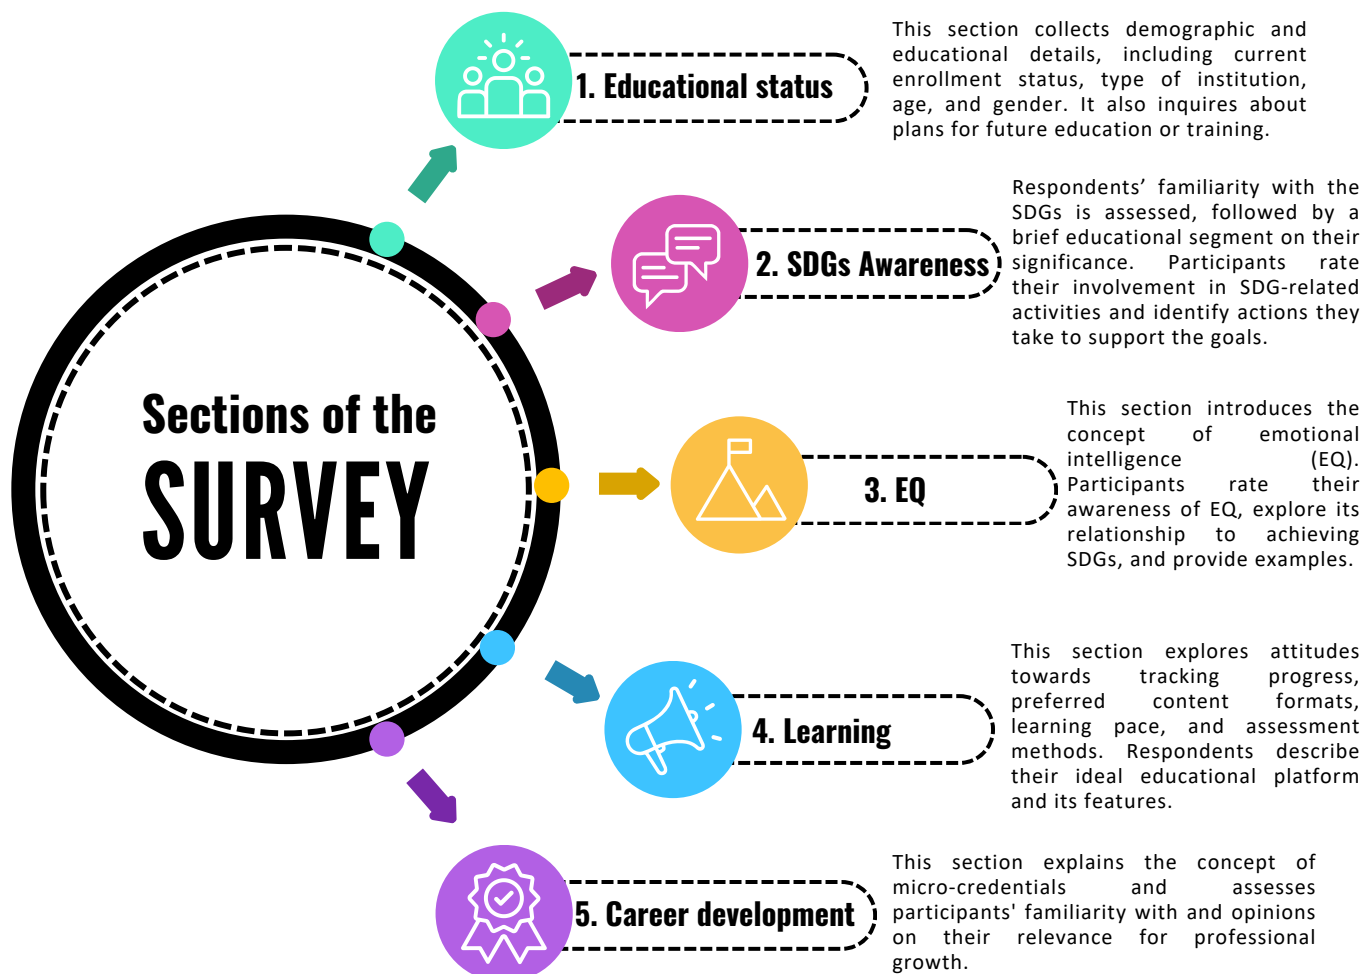 Sections of the
SURVEY
1. Educational status
This section collects demographic and
educational details, including current
enrollment status, type of institution,
age, and gender. It also inquires about
plans for future education or training.
2. SDGs Awareness
Respondents’ familiarity with the
SDGs is assessed, followed by a
brief educational segment on their
significance. Participants rate
their involvement in SDG-related
activities and identify actions they
take to support the goals.
3. EQ
This section introduces the
concept of emotional
intelligence (EQ).
Participants rate their
awareness of EQ, explore its
relationship to achieving
SDGs, and provide examples.
4. Learning
This section explores attitudes
towards tracking progress,
preferred content formats,
learning pace, and assessment
methods. Respondents describe
their ideal educational platform
and its features.
5. Career development
This section explains the concept of
micro-credentials and assesses
participants' familiarity with and opinions
on their relevance for professional
growth.